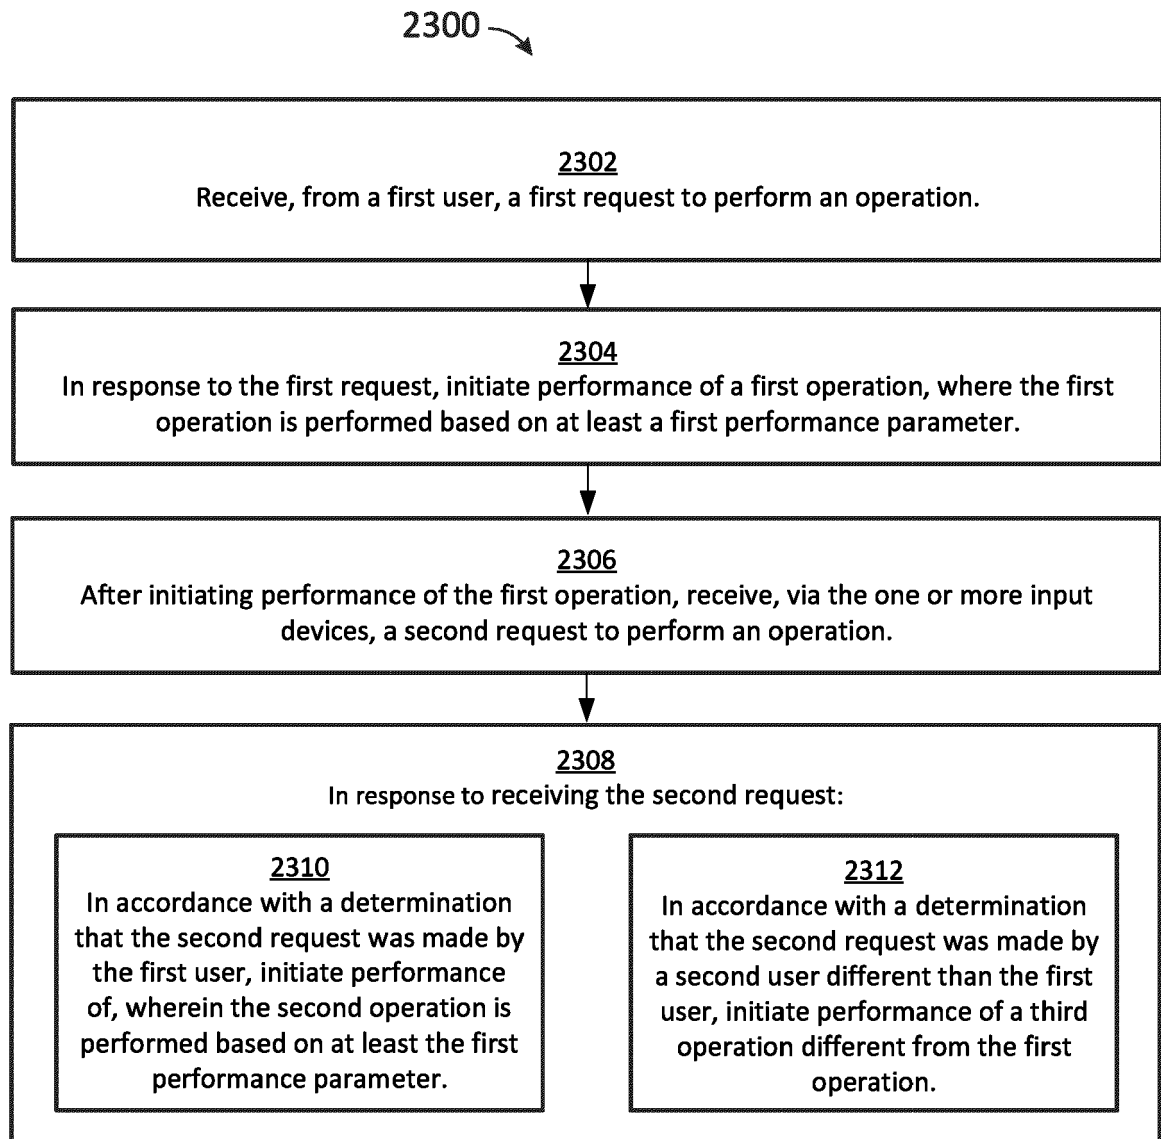 2300
2302
Receive, from a first user, a first request to perform an operation.
2304
In response to the first request, initiate performance of a first operation, where the first
operation is performed based on at least a first performance parameter.
2306
After initiating performance of the first operation, receive, via the one or more input
devices, a second request to perform an operation.
2308
In response to receiving the second request:
2310
In accordance with a determination
that the second request was made by
the first user, initiate performance
of, wherein the second operation is
performed based on at least the first
performance parameter.
2312
In accordance with a determination
that the second request was made by
a second user different than the first
user, initiate performance of a third
operation different from the first
operation.